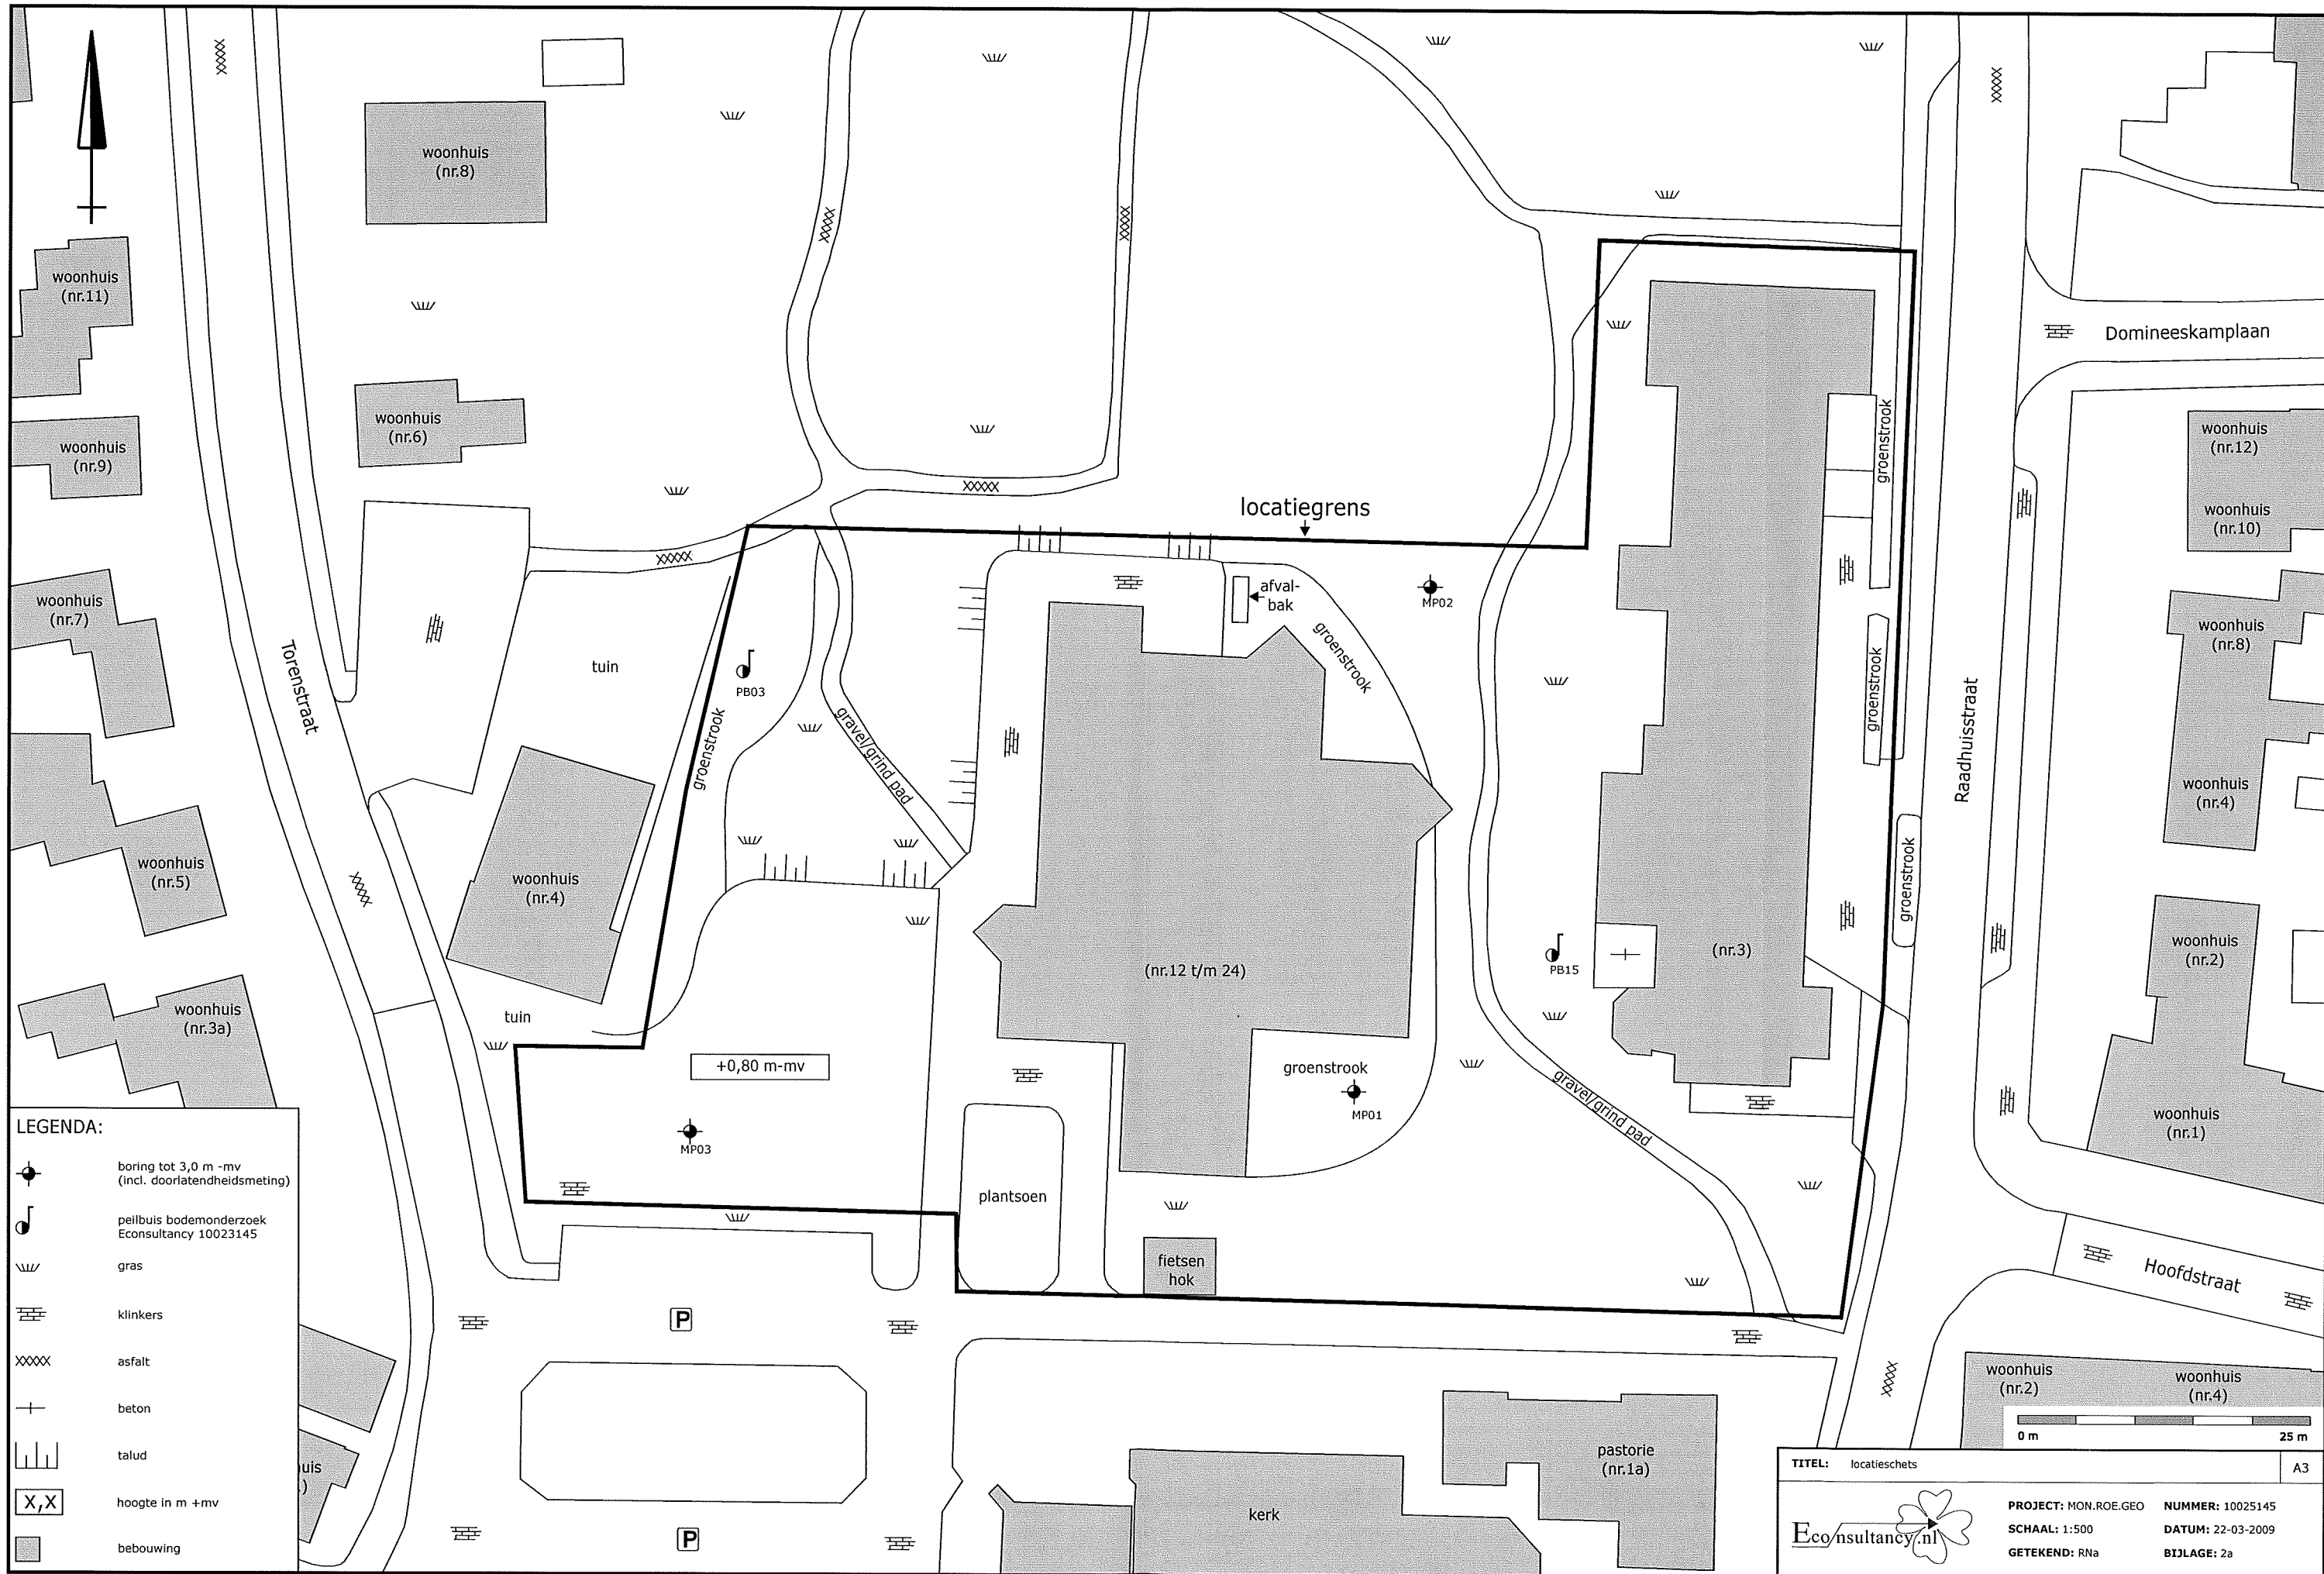 woonhuis
(nr.8)
woonhuis
(nr.11)
Domineeskamplaan
woonhuis
(nr.6)
woonhuis
(nr.9)
groenstrook
woonhuis
(nr.12)
woonhuis
(nr.10)
locatiegrens
woonhuis
(nr.7)
tuin
PB03
afval-
bak
groenstrook
MP02
groenstrook
woonhuis
(nr.8)
Torenstraat
groenstrook
gravel/grind pad
Raadhuisstraat
woonhuis
(nr.4)
woonhuis
(nr.5)
woonhuis
(nr.4)
groenstrook
(nr.12 t/m 24)
PB15
(nr.3)
woonhuis
(nr.2)
woonhuis
(nr.3a)
tuin
+0,80 m-mv
MP03
groenstrook
MP01
gravel/grind pad
woonhuis
(nr.1)
plantsoen
fietsen
hok
Hoofdstraat
P
P
kerk
pastorie
(nr.1a)
woonhuis
(nr.2)
woonhuis
(nr.4)
uis
)
LEGENDA:
boring tot 3,0 m -mv
(incl. doorlatendheidsmeting)
peilbuis bodemonderzoek
Econsultancy 10023145
gras
klinkers
asfalt
beton
talud
X,X hoogte in m +mv
bebouwing
0 m 25 m
TITEL: locatieschets A3
Econsultancy.nl
PROJECT: MON.ROE.GEO NUMMER: 10025145
SCHAAL: 1:500 DATUM: 22-03-2009
GETEKEND: RNa BIJLAGE: 2a